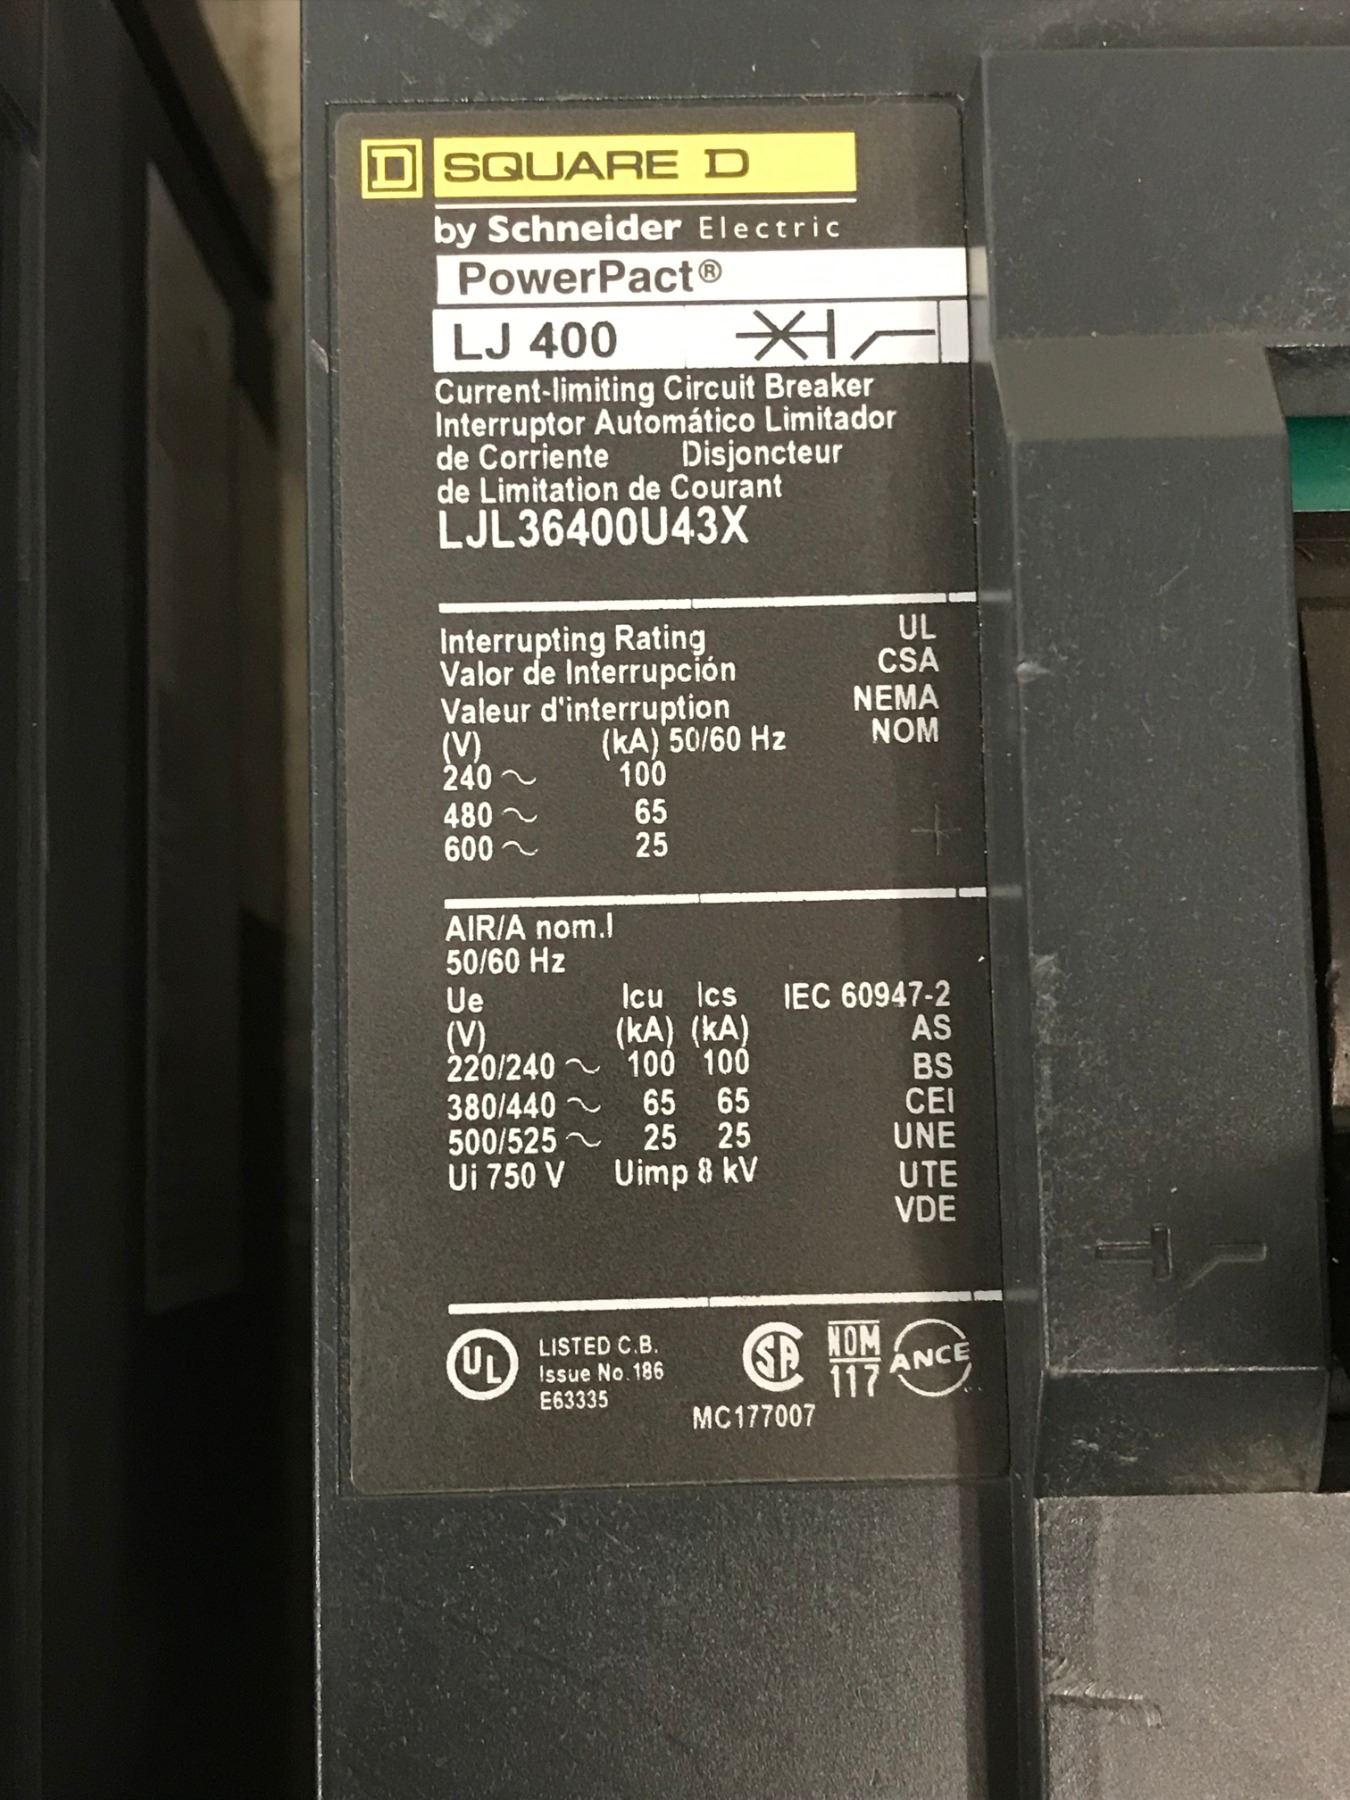 SQUARE D
by Schneider Electric
PowerPact®
LJ 400
Current-limiting Circuit Breaker
Interruptor Automático Limitador
de Corriente Disjoncteur
de Limitation de Courant
LJL36400U43X
Interrupting Rating UL
Valor de Interrupción CSA
Valeur d'interruption NEMA
(V) (kA) 50/60 Hz NOM
240 ~ 100
480 ~ 65
600 ~ 25
AIR/A nom.I
50/60 Hz
Ue Icu Ics IEC 60947-2
(V) (kA) (kA) AS
220/240 ~ 100 100 BS
380/440 ~ 65 65 CEI
500/525 ~ 25 25 UNE
Ui 750 V Uimp 8 kV UTE
VDE
UL LISTED C.B. SA NOM ANCE
Issue No. 186 117
E63335
MC177007